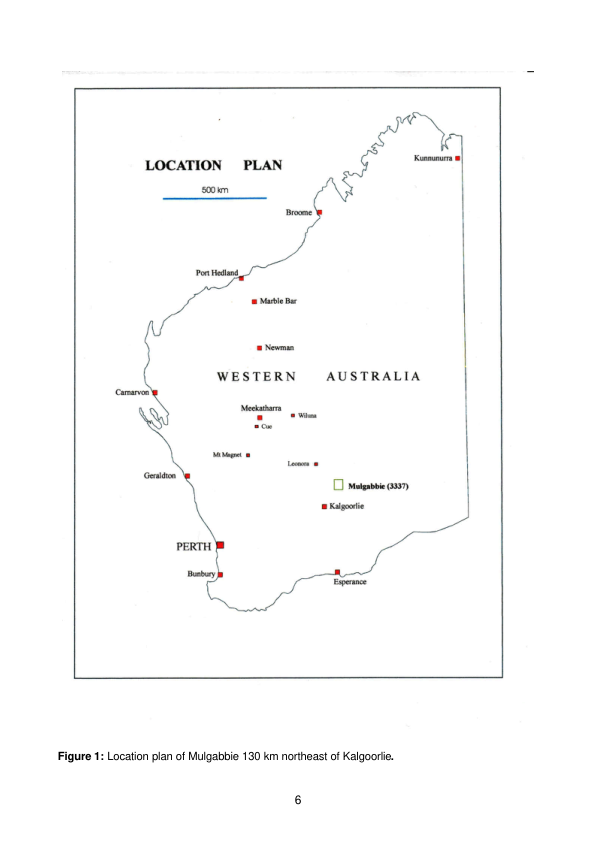 LOCATION PLAN
500 km
Kununurra
Broome
Port Hedland
Marble Bar
Newman
WESTERN AUSTRALIA
Carnarvon
Meekatharra
Wiluna
Cue
Mt Magnet
Leonora
Geraldton
Mulgabbie (3337)
Kalgoorlie
PERTH
Bunbury
Esperance
Figure 1: Location plan of Mulgabbie 130 km northeast of Kalgoorlie.
6